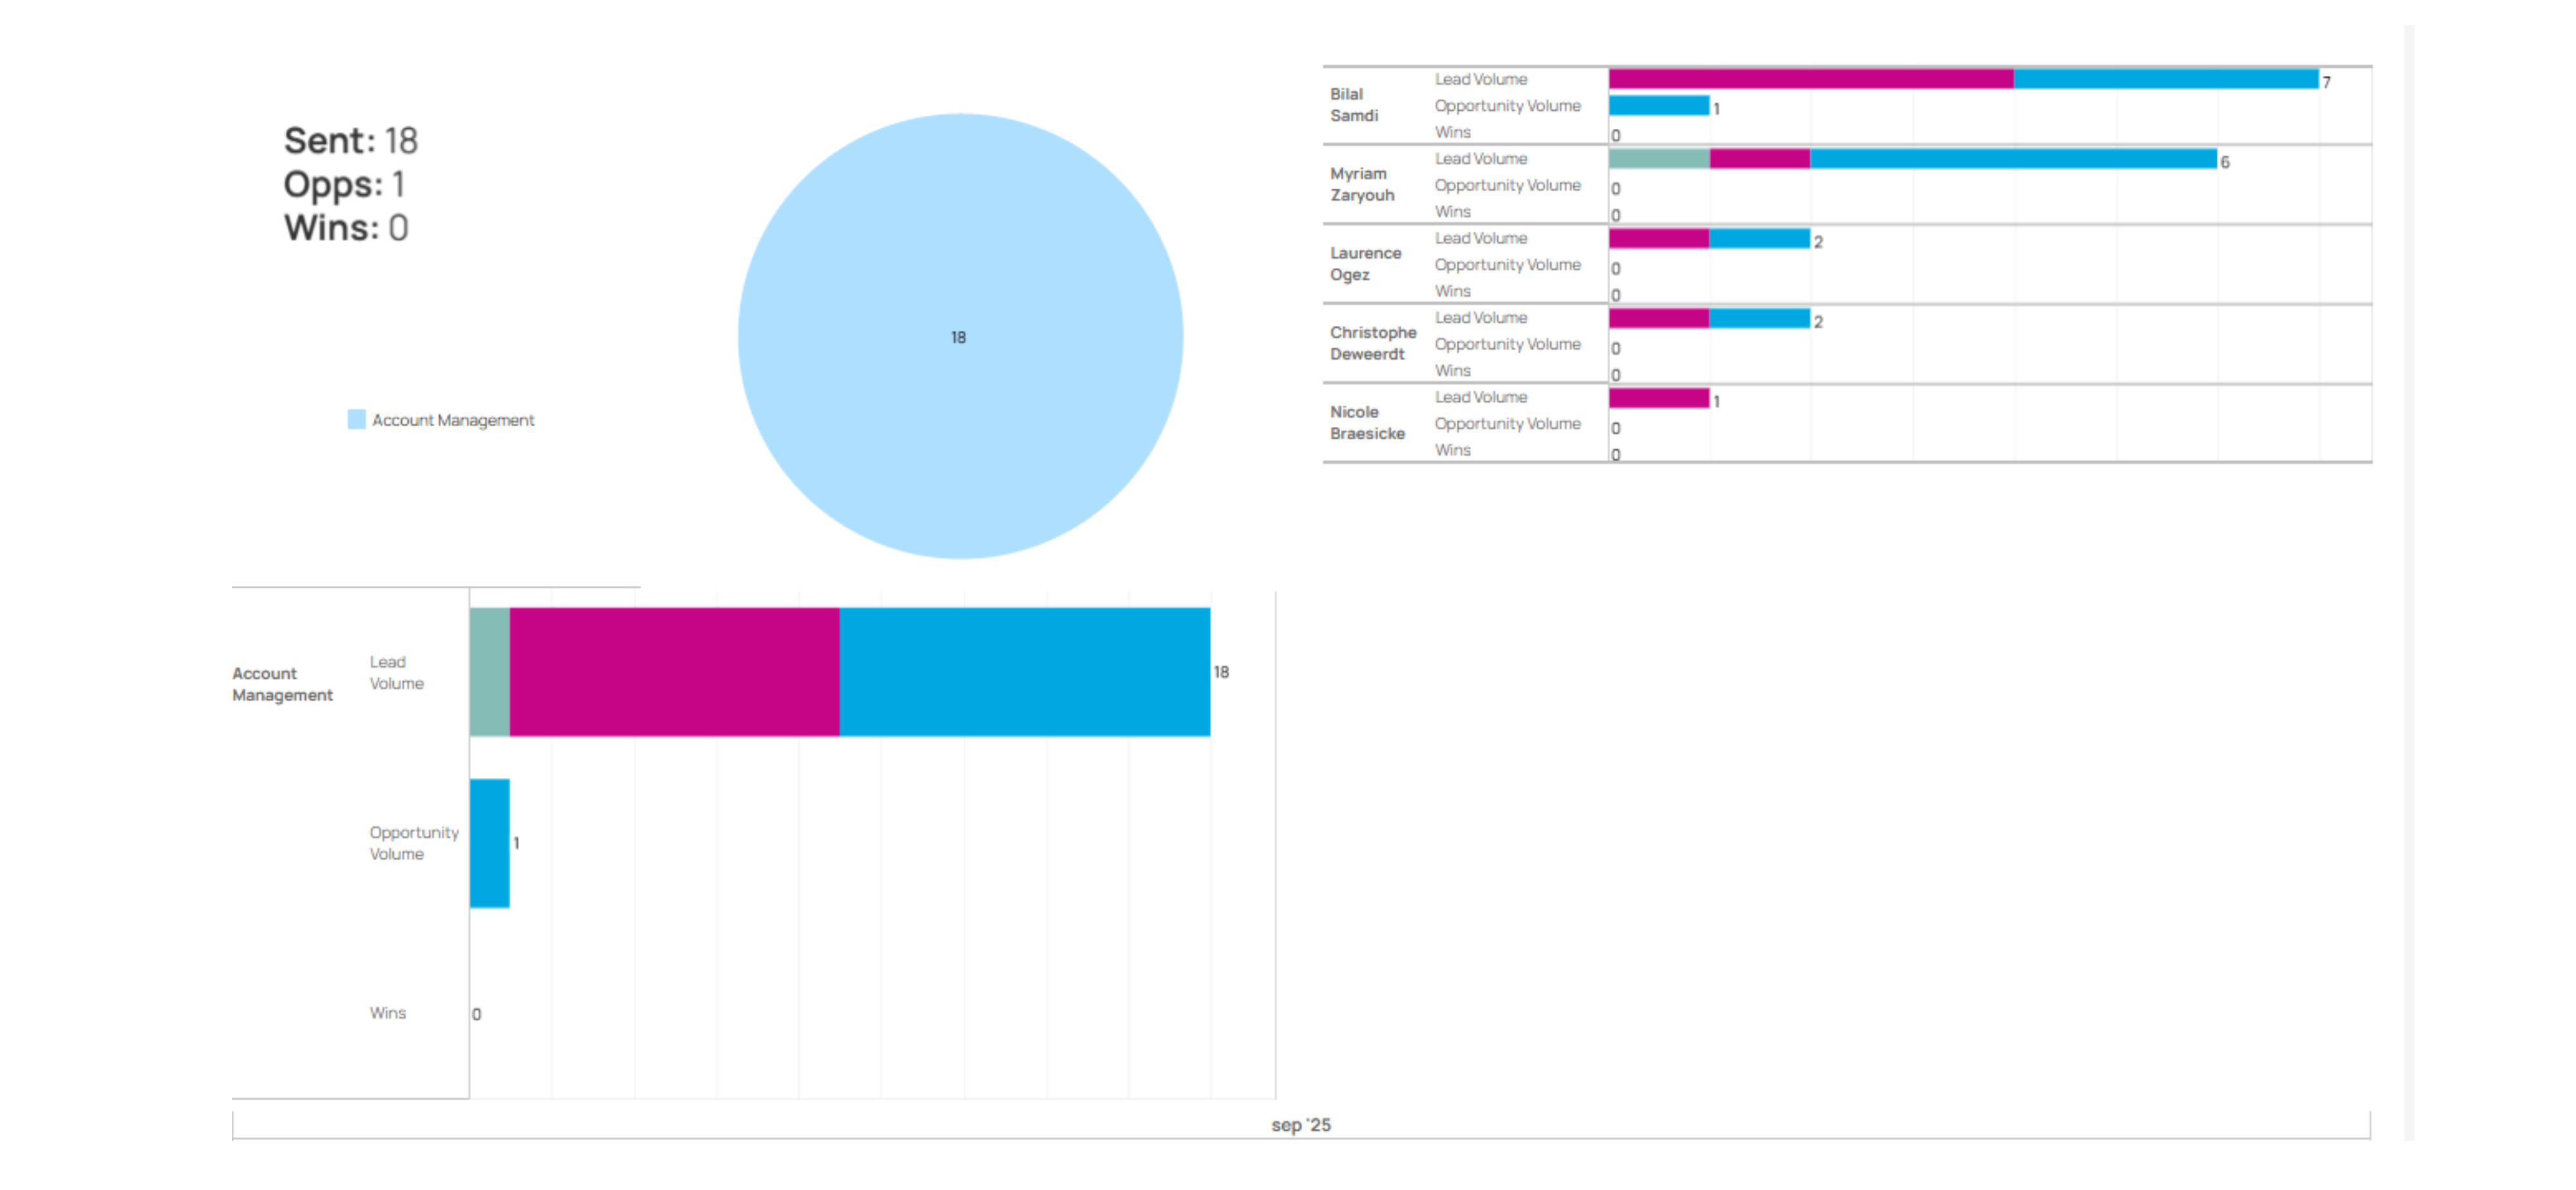 Sent: 18
Opps: 1
Wins: 0
18
Account Management
Bilal
Samdi
Lead Volume 7
Opportunity Volume 1
Wins 0
Myriam
Zaryouh
Lead Volume 6
Opportunity Volume 0
Wins 0
Laurence
Ogez
Lead Volume 2
Opportunity Volume 0
Wins 0
Christophe
Deweerdt
Lead Volume 2
Opportunity Volume 0
Wins 0
Nicole
Braesicke
Lead Volume 1
Opportunity Volume 0
Wins 0
Account
Management
Lead
Volume
18
Opportunity
Volume
1
Wins
0
sep '25